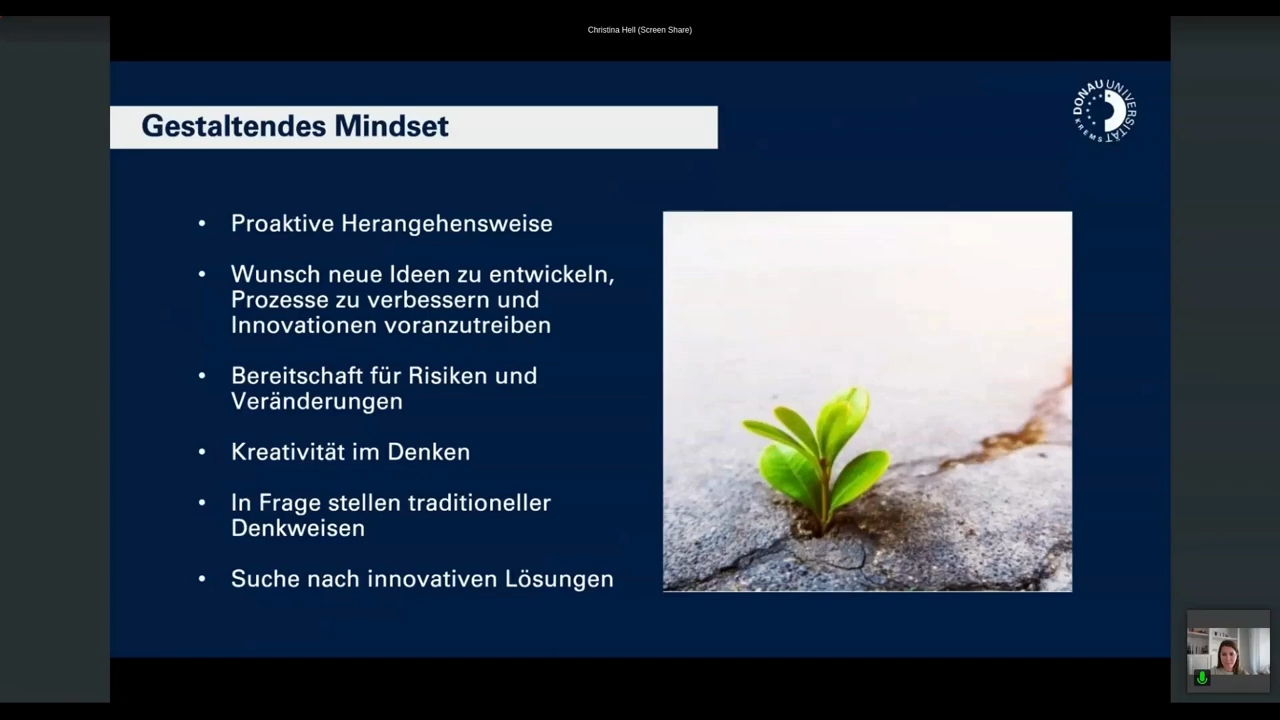 Christina Hell (Screen Share)
Gestaltendes Mindset
DONAU UNIVERSITÄT
KREMS
• Proaktive Herangehensweise
• Wunsch neue Ideen zu entwickeln,
Prozesse zu verbessern und
Innovationen voranzutreiben
• Bereitschaft für Risiken und
Veränderungen
• Kreativität im Denken
• In Frage stellen traditioneller
Denkweisen
• Suche nach innovativen Lösungen